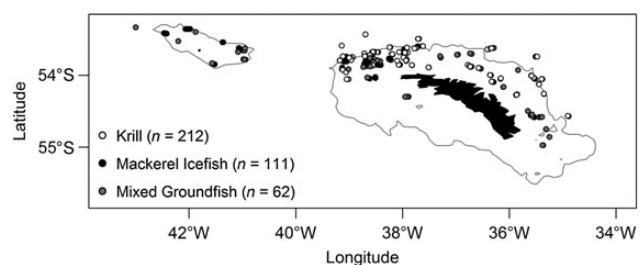 54°S
55°S
Latitude
Krill (n = 212)
Mackerel Icefish (n = 111)
Mixed Groundfish (n = 62)
42°W 40°W 38°W 36°W 34°W
Longitude